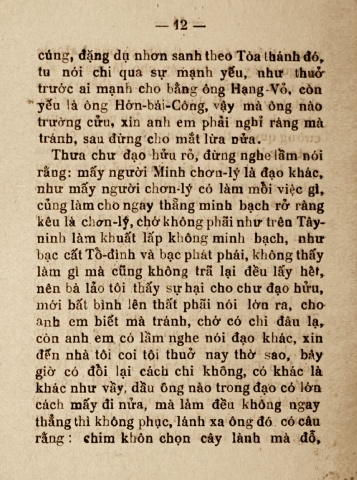 — 12 —
cúng, đặng dụ nhơn sanh theo Tòa thánh đó,
tu nói chi qua sự mạnh yếu, như thuở
trước ai mạnh cho bằng ông Hạng-Võ, còn
yếu là ông Hớn-bái-Công, vậy mà ông nào
trường cửu, xin anh em phải nghỉ ràng mà
tránh, sau đừng cho mắt lừa nửa.
Thưa chư đạo hửu rỏ, đừng nghe lầm nói
rằng: mấy người Minh chơn-lý là đạo khác,
như mấy người chơn-lý có làm mỗi việc gì,
củng làm cho ngay thẳng minh bạch rỏ ràng
kêu là chơn-lý, chớ không phải như trên Tây-
ninh làm khuất lấp không minh bạch, như
bạc cất Tổ-đình và bạc phát phái, không thấy
làm gì mà cũng không trả lại đều lấy hết,
nên bà lảo tôi thấy sự hại cho chư đạo hửu,
mới bất bình lên thất phải nói lớn ra, cho
anh em biết mà tránh, chớ có chi đâu lạ,
còn anh em có lầm nghe nói đạo khác, xin
đến nhà tôi coi tôi thuở nay thờ sao, bây
giờ có đổi lại cách chi không, có khác là
khác như vầy, dầu ông nào trong đạo có lớn
cách mấy đi nửa, mà làm đều không ngay
thẳng thì không phục, lánh xa ông đó có câu
rằng: chim khôn chọn cây lành mà đổ,